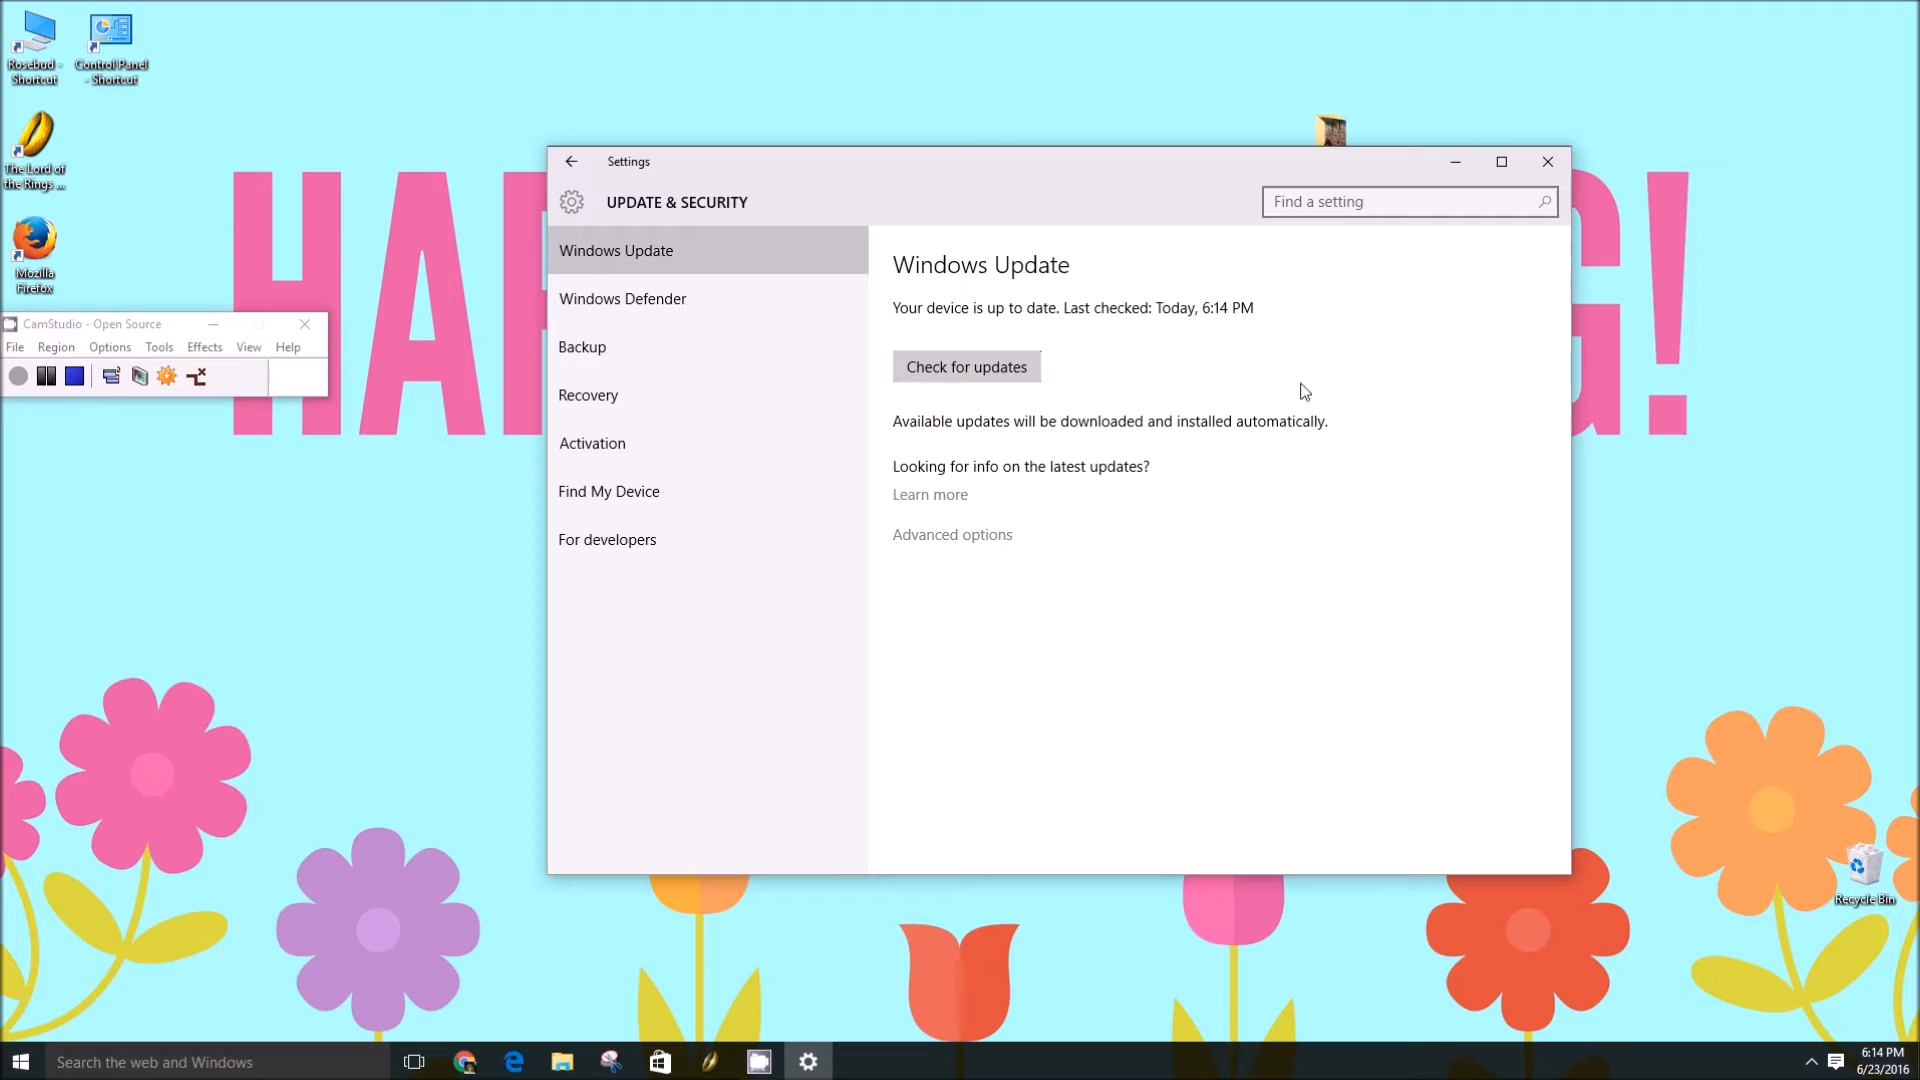 Rosebud -
Shortcut
Control Panel
- Shortcut
The Lord of
the Rings ...
Mozilla
Firefox
CamStudio - Open Source
File Region Options Tools Effects View Help
HAP
G!
Settings
UPDATE & SECURITY
Find a setting
Windows Update
Windows Defender
Backup
Recovery
Activation
Find My Device
For developers
Windows Update
Your device is up to date. Last checked: Today, 6:14 PM
Check for updates
Available updates will be downloaded and installed automatically.
Looking for info on the latest updates?
Learn more
Advanced options
Recycle Bin
Search the web and Windows
6:14 PM
6/23/2016